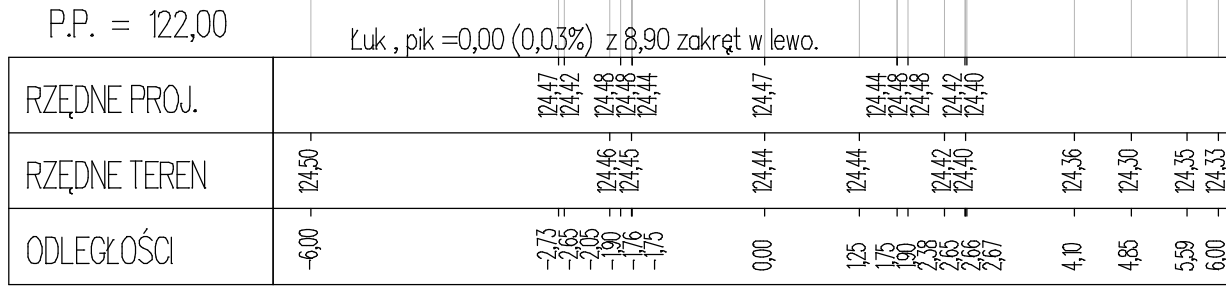 P.P. = 122,00
Łuk , pik =0,00 (0,03%) z 8,90 zakręt w lewo.
RZĘDNE PROJ. 124,47 124,42 124,48 124,48 124,44 124,47 124,44 124,48 124,48 124,42 124,40
RZĘDNE TEREN 124,50 124,46 124,45 124,44 124,44 124,42 124,40 124,36 124,30 124,35 124,33
ODLEGŁOŚCI -6,00 -2,73 -2,65 -2,05 -1,90 -1,76 -1,75 0,00 1,25 1,75 1,90 2,38 2,65 2,66 2,67 4,10 4,85 5,59 6,00